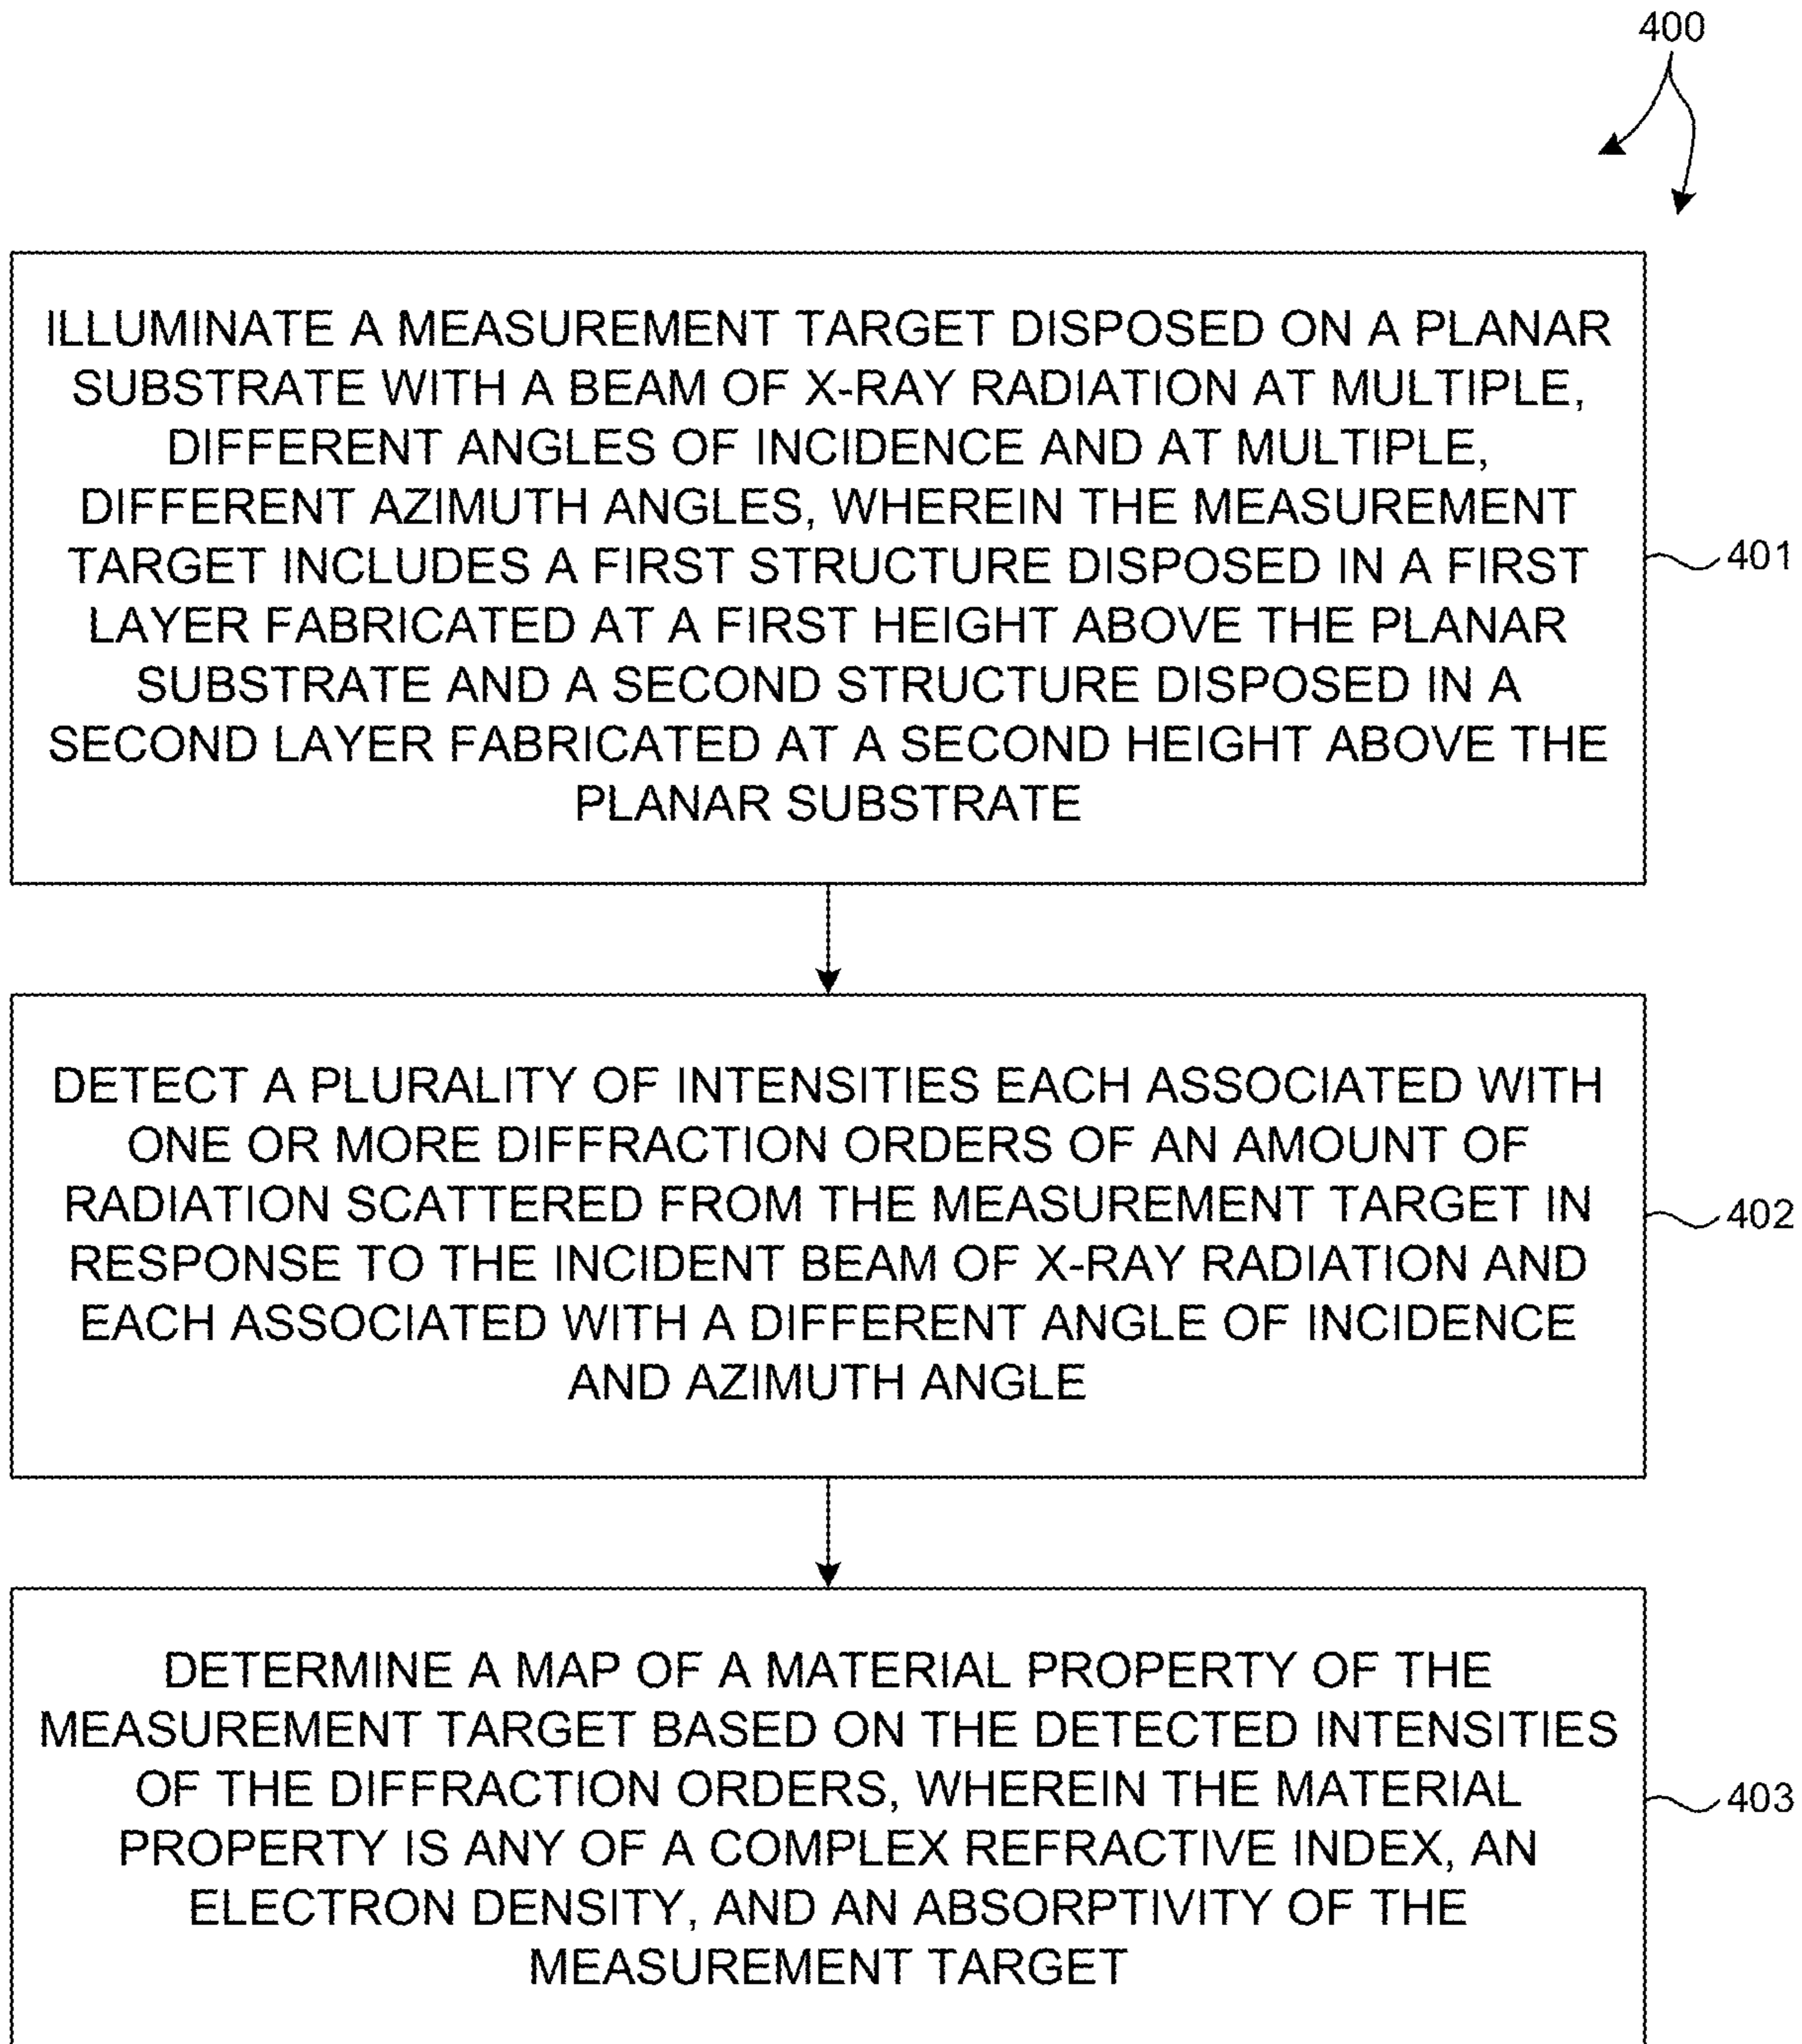 400
ILLUMINATE A MEASUREMENT TARGET DISPOSED ON A PLANAR
SUBSTRATE WITH A BEAM OF X-RAY RADIATION AT MULTIPLE,
DIFFERENT ANGLES OF INCIDENCE AND AT MULTIPLE,
DIFFERENT AZIMUTH ANGLES, WHEREIN THE MEASUREMENT
TARGET INCLUDES A FIRST STRUCTURE DISPOSED IN A FIRST
LAYER FABRICATED AT A FIRST HEIGHT ABOVE THE PLANAR
SUBSTRATE AND A SECOND STRUCTURE DISPOSED IN A
SECOND LAYER FABRICATED AT A SECOND HEIGHT ABOVE THE
PLANAR SUBSTRATE
401
DETECT A PLURALITY OF INTENSITIES EACH ASSOCIATED WITH
ONE OR MORE DIFFRACTION ORDERS OF AN AMOUNT OF
RADIATION SCATTERED FROM THE MEASUREMENT TARGET IN
RESPONSE TO THE INCIDENT BEAM OF X-RAY RADIATION AND
EACH ASSOCIATED WITH A DIFFERENT ANGLE OF INCIDENCE
AND AZIMUTH ANGLE
402
DETERMINE A MAP OF A MATERIAL PROPERTY OF THE
MEASUREMENT TARGET BASED ON THE DETECTED INTENSITIES
OF THE DIFFRACTION ORDERS, WHEREIN THE MATERIAL
PROPERTY IS ANY OF A COMPLEX REFRACTIVE INDEX, AN
ELECTRON DENSITY, AND AN ABSORPTIVITY OF THE
MEASUREMENT TARGET
403